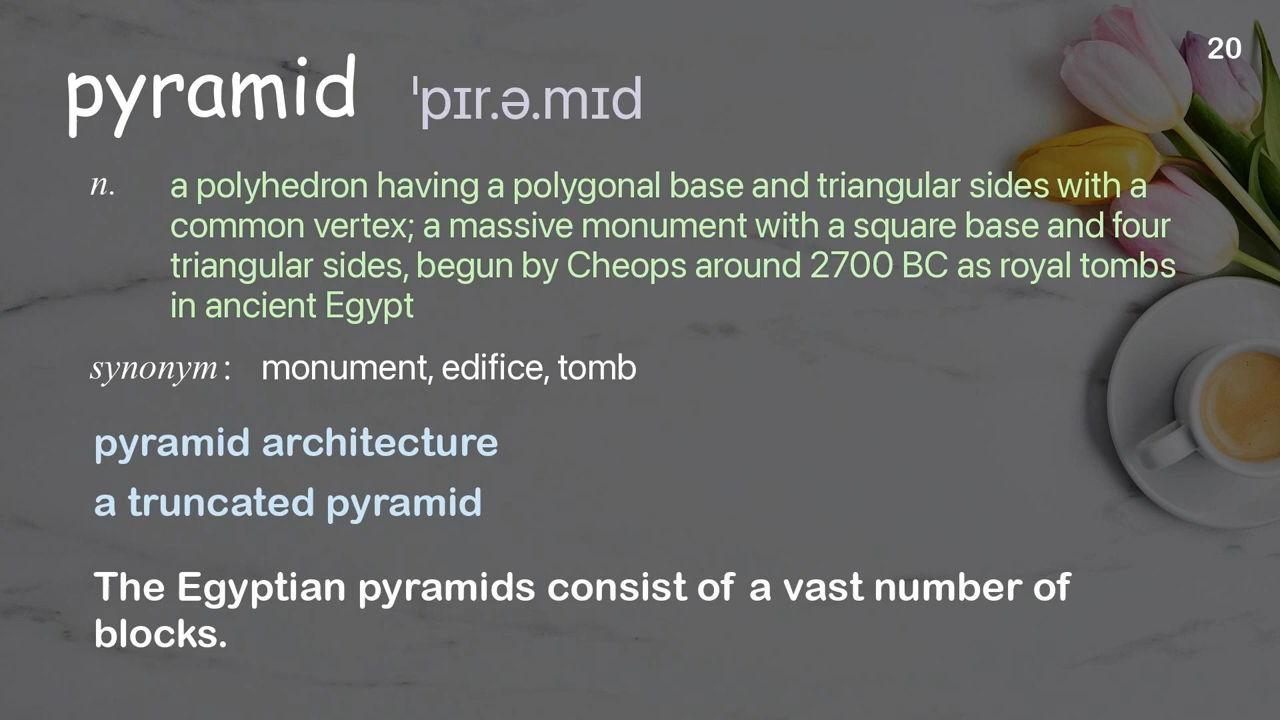 20
pyramid ˈpɪr.ə.mɪd
n. a polyhedron having a polygonal base and triangular sides with a
common vertex; a massive monument with a square base and four
triangular sides, begun by Cheops around 2700 BC as royal tombs
in ancient Egypt
synonym: monument, edifice, tomb
pyramid architecture
a truncated pyramid
The Egyptian pyramids consist of a vast number of
blocks.